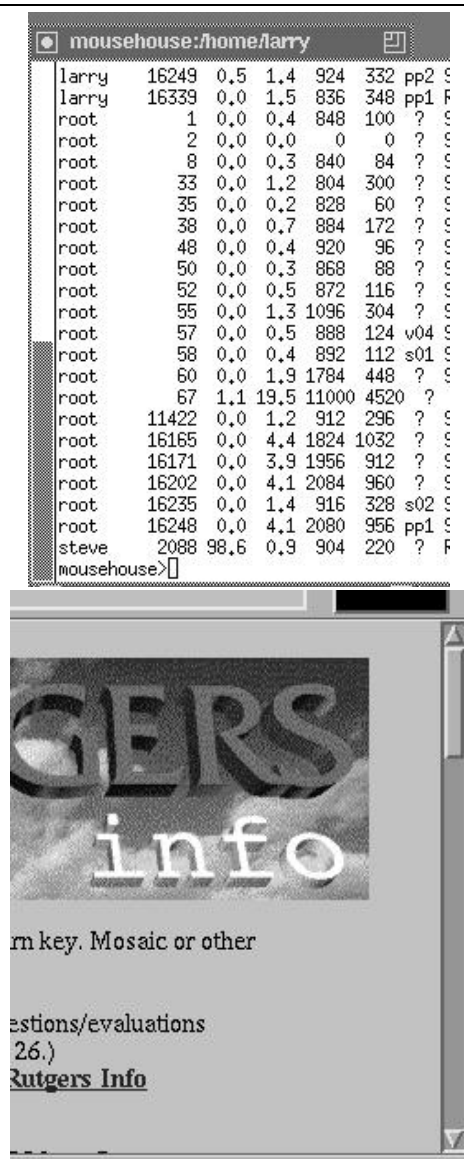 mousehouse:/home/larry
larry 16249 0.5 1.4 924 332 pp2 S
larry 16339 0.0 1.5 836 348 pp1 R
root 1 0.0 0.4 848 100 ? S
root 2 0.0 0.0 0 0 ? S
root 8 0.0 0.3 840 84 ? S
root 33 0.0 1.2 804 300 ? S
root 35 0.0 0.2 828 60 ? S
root 38 0.0 0.7 884 172 ? S
root 48 0.0 0.4 920 96 ? S
root 50 0.0 0.3 868 88 ? S
root 52 0.0 0.5 872 116 ? S
root 55 0.0 1.3 1096 304 ? S
root 57 0.0 0.5 888 124 v04 S
root 58 0.0 0.4 892 112 s01 S
root 60 0.0 1.9 1784 448 ? S
root 67 1.1 19.5 11000 4520 ?
root 11422 0.0 1.2 912 296 ? S
root 16165 0.0 4.4 1824 1032 ? S
root 16171 0.0 3.9 1956 912 ? S
root 16202 0.0 4.1 2084 960 ? S
root 16235 0.0 1.4 916 328 s02 S
root 16248 0.0 4.1 2080 956 pp1 S
steve 2088 98.6 0.9 904 220 ? R
mousehouse>
GERS
info
rn key. Mosaic or other
estions/evaluations
26.)
Rutgers Info